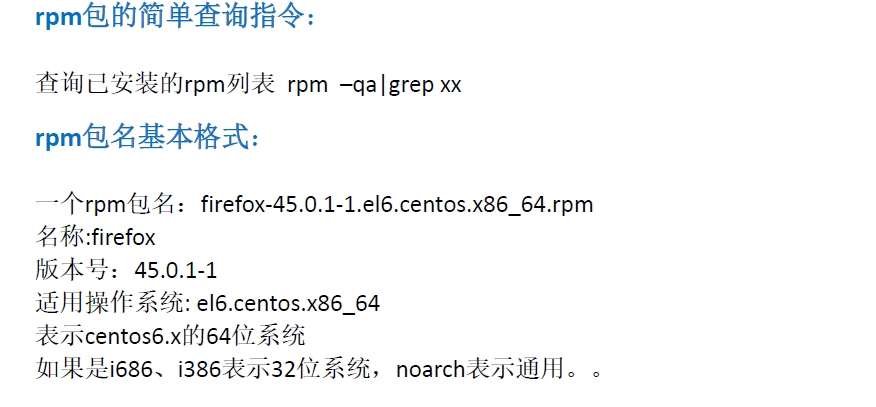 rpm包的简单查询指令：
查询已安装的rpm列表 rpm –qa|grep xx
rpm包名基本格式：
一个rpm包名：firefox-45.0.1-1.el6.centos.x86_64.rpm
名称:firefox
版本号：45.0.1-1
适用操作系统: el6.centos.x86_64
表示centos6.x的64位系统
如果是i686、i386表示32位系统，noarch表示通用。。